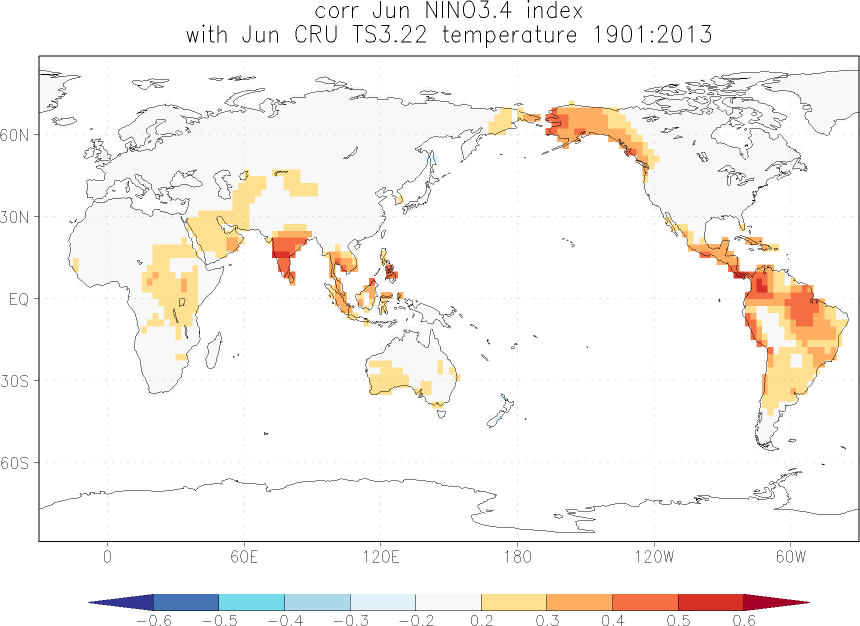 corr Jun NINO3.4 index
with Jun CRU TS3.22 temperature 1901:2013
60N
30N
EQ
30S
60S
0 60E 120E 180 120W 60W
-0.6 -0.5 -0.4 -0.3 -0.2 0.2 0.3 0.4 0.5 0.6